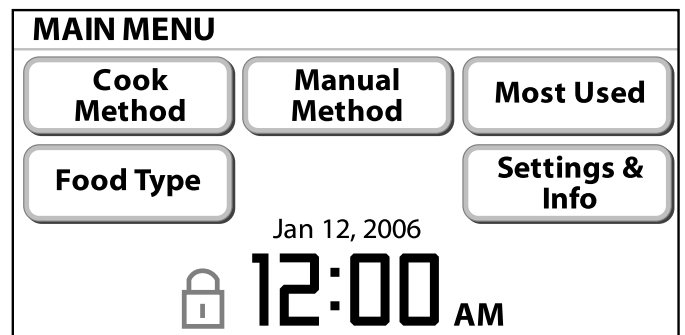 MAIN MENU
Cook
Method
Manual
Method
Most Used
Food Type
Settings &
Info
Jan 12, 2006
12:00 AM